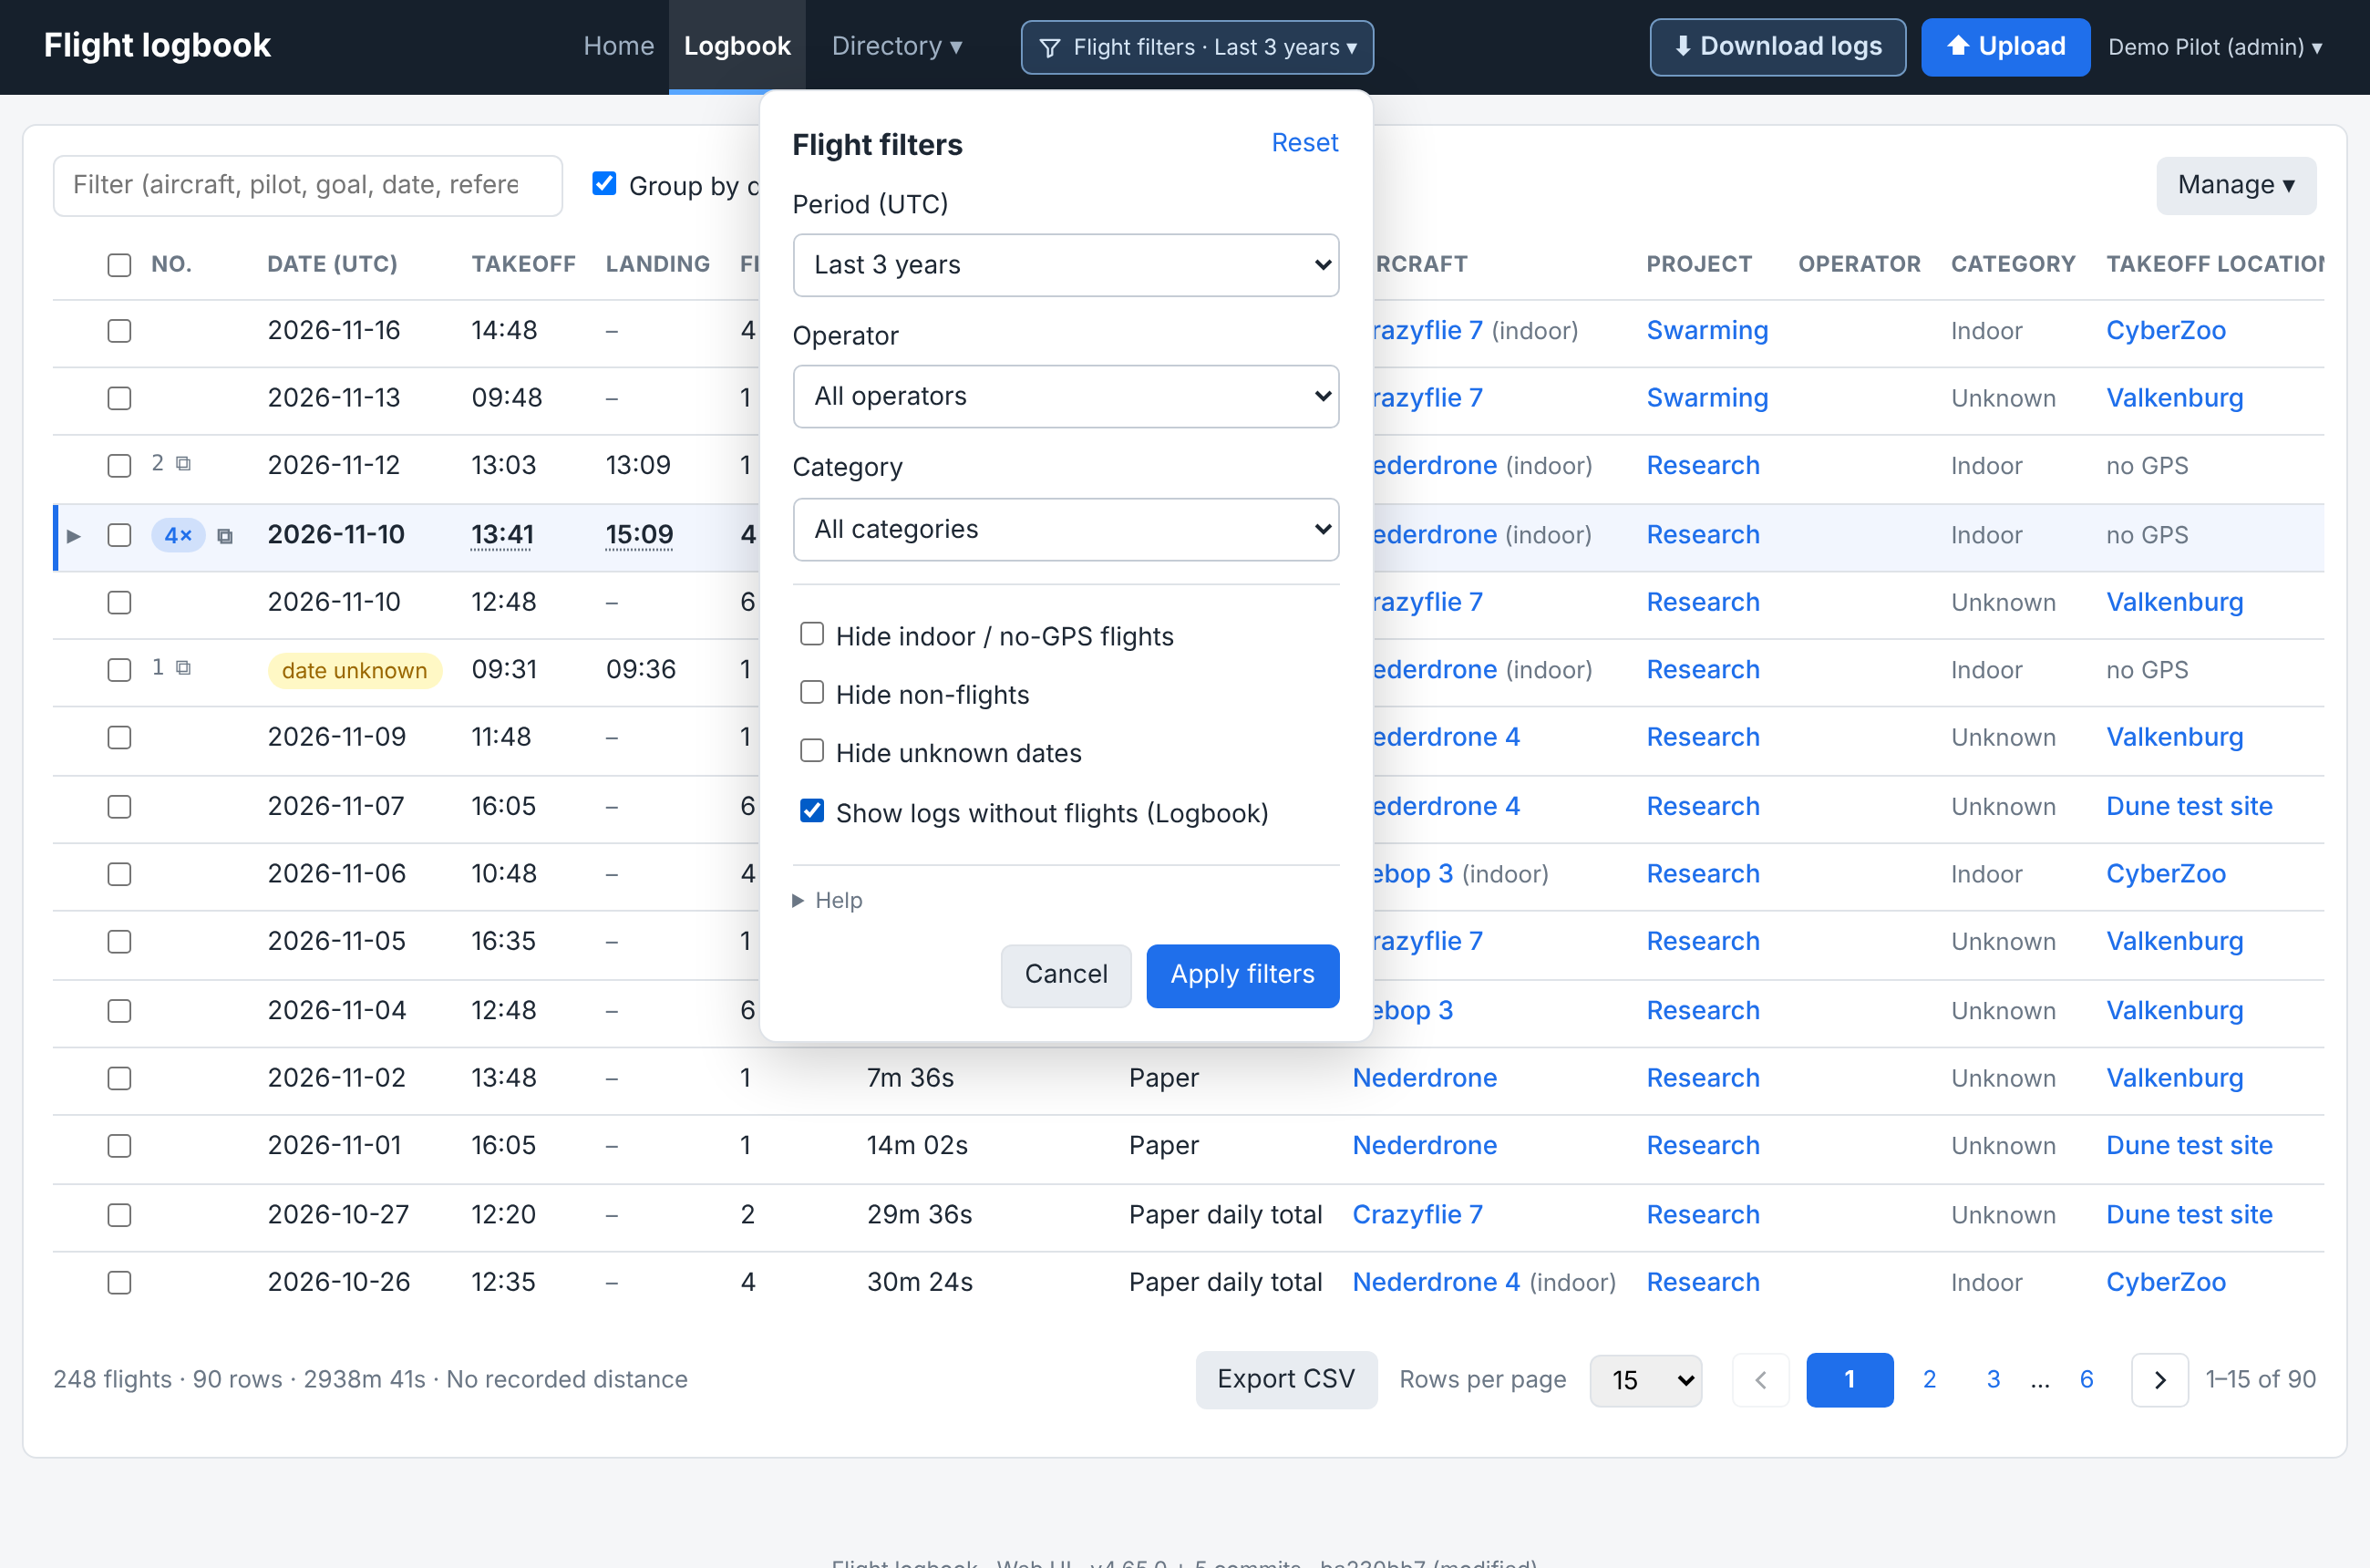 Flight logbook
Home
Logbook
Directory ▾
Flight filters · Last 3 years ▾
⬇ Download logs
⬆ Upload
Demo Pilot (admin) ▾
Filter (aircraft, pilot, goal, date, refere
Group by
Manage ▾
Flight filters
Reset
Period (UTC)
Last 3 years
Operator
All operators
Category
All categories
Hide indoor / no-GPS flights
Hide non-flights
Hide unknown dates
Show logs without flights (Logbook)
▶ Help
Cancel
Apply filters
NO. DATE (UTC) TAKEOFF LANDING FI RCRAFT PROJECT OPERATOR CATEGORY TAKEOFF LOCATION
2026-11-16 14:48 – 4 razyflie 7 (indoor) Swarming Indoor CyberZoo
2026-11-13 09:48 – 1 razyflie 7 Swarming Unknown Valkenburg
2 ⧉ 2026-11-12 13:03 13:09 1 ederdrone (indoor) Research Indoor no GPS
▶ 4× ⧉ 2026-11-10 13:41 15:09 4 ederdrone (indoor) Research Indoor no GPS
2026-11-10 12:48 – 6 razyflie 7 Research Unknown Valkenburg
1 ⧉ date unknown 09:31 09:36 1 ederdrone (indoor) Research Indoor no GPS
2026-11-09 11:48 – 1 ederdrone 4 Research Unknown Valkenburg
2026-11-07 16:05 – 6 ederdrone 4 Research Unknown Dune test site
2026-11-06 10:48 – 4 ebop 3 (indoor) Research Indoor CyberZoo
2026-11-05 16:35 – 1 razyflie 7 Research Unknown Valkenburg
2026-11-04 12:48 – 6 ebop 3 Research Unknown Valkenburg
2026-11-02 13:48 – 1 7m 36s Paper Nederdrone Research Unknown Valkenburg
2026-11-01 16:05 – 1 14m 02s Paper Nederdrone Research Unknown Dune test site
2026-10-27 12:20 – 2 29m 36s Paper daily total Crazyflie 7 Research Unknown Dune test site
2026-10-26 12:35 – 4 30m 24s Paper daily total Nederdrone 4 (indoor) Research Indoor CyberZoo
248 flights · 90 rows · 2938m 41s · No recorded distance
Export CSV
Rows per page 15
1 2 3 … 6
1–15 of 90
Flight logbook · Web UI · v4.65.0 + 5 commits